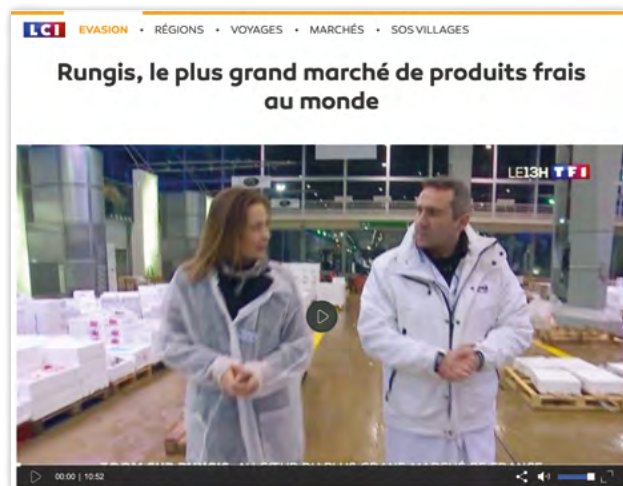 LCI EVASION • RÉGIONS • VOYAGES • MARCHÉS • SOS VILLAGES
Rungis, le plus grand marché de produits frais
au monde
LE13H TF1
00:00 | 10:52